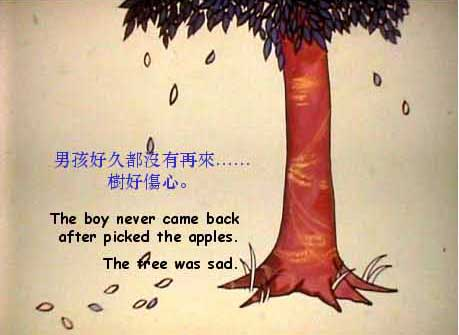 男孩好久都沒有再來……
樹好傷心。
The boy never came back
after picked the apples.
The tree was sad.